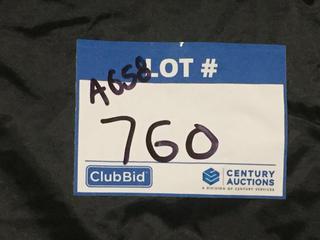 A658 LOT #
760
ClubBid
CENTURY
AUCTIONS
A DIVISION OF CENTURY SERVICES